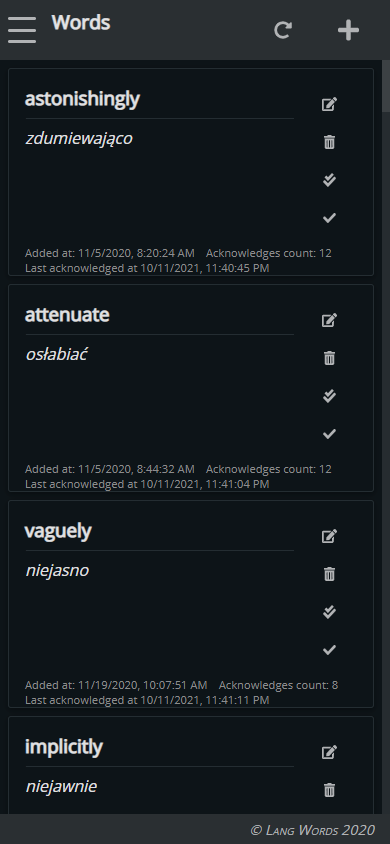 Words
astonishingly
zdumiewająco
Added at: 11/5/2020, 8:20:24 AM Acknowledges count: 12
Last acknowledged at 10/11/2021, 11:40:45 PM
attenuate
osłabiać
Added at: 11/5/2020, 8:44:32 AM Acknowledges count: 12
Last acknowledged at 10/11/2021, 11:41:04 PM
vaguely
niejasno
Added at: 11/19/2020, 10:07:51 AM Acknowledges count: 8
Last acknowledged at 10/11/2021, 11:41:11 PM
implicitly
niejawnie
© Lang Words 2020